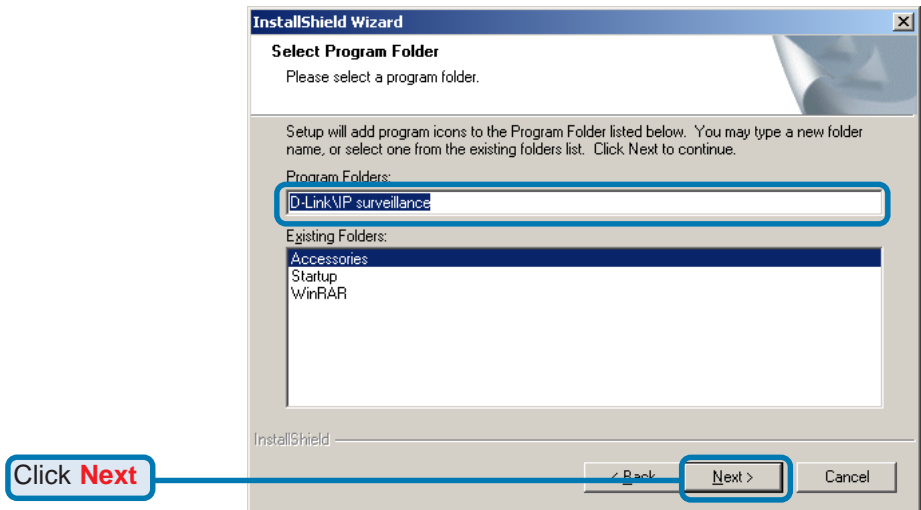 InstallShield Wizard
Select Program Folder
Please select a program folder.
Setup will add program icons to the Program Folder listed below. You may type a new folder
name, or select one from the existing folders list. Click Next to continue.
Program Folders:
D-Link\IP surveillance
Existing Folders:
Accessories
Startup
WinRAR
InstallShield
Click Next
< Back
Next >
Cancel